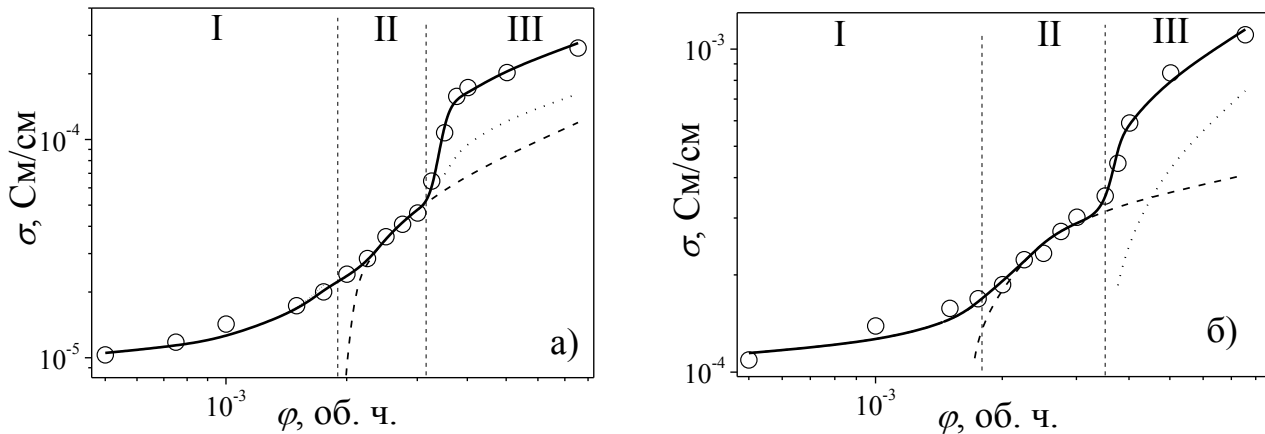 I II III
10⁻⁴
10⁻⁵
σ, См/см
10⁻³
φ, об. ч.
а)
I II III
10⁻³
10⁻⁴
σ, См/см
10⁻³
φ, об. ч.
б)